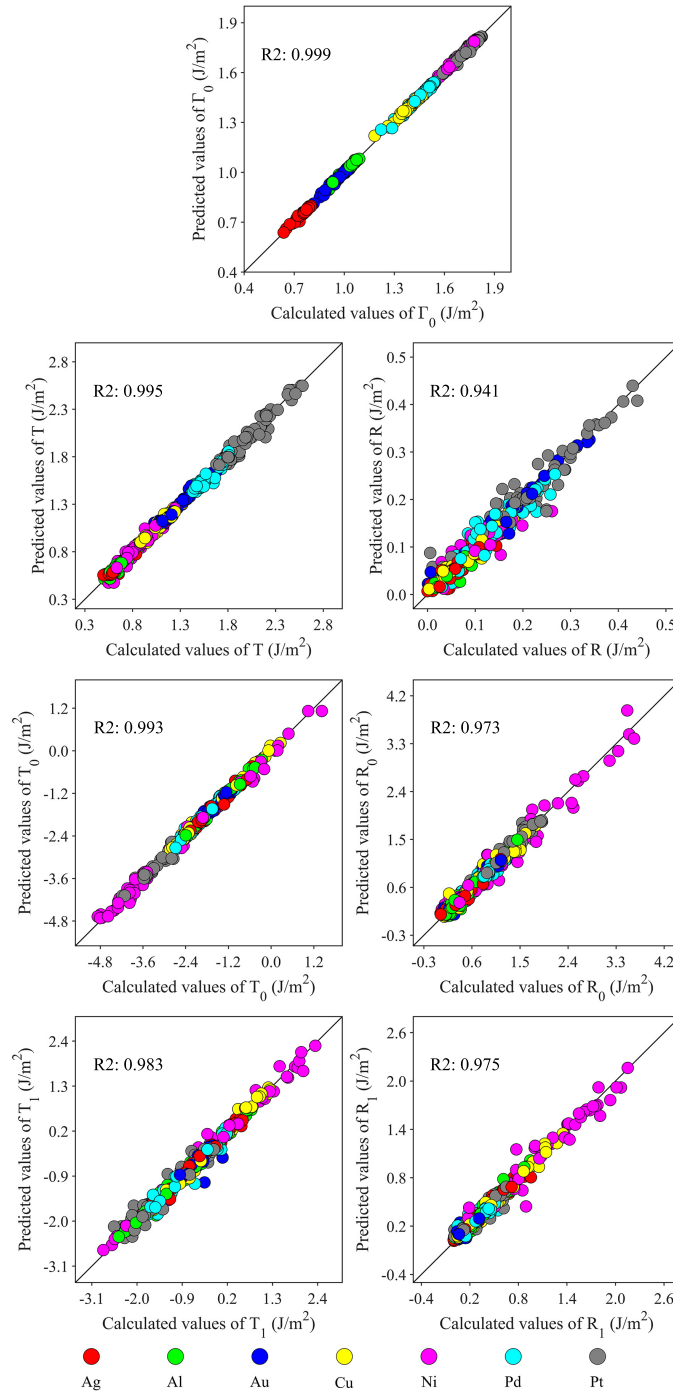 1.9
1.6
1.3
1.0
0.7
0.4
Predicted values of Γ0 (J/m2)
R2: 0.999
0.4 0.7 1.0 1.3 1.6 1.9
Calculated values of Γ0 (J/m2)
2.8
2.3
1.8
1.3
0.8
0.3
Predicted values of T (J/m2)
R2: 0.995
0.3 0.8 1.3 1.8 2.3 2.8
Calculated values of T (J/m2)
0.5
0.4
0.3
0.2
0.1
0.0
Predicted values of R (J/m2)
R2: 0.941
0.0 0.1 0.2 0.3 0.4 0.5
Calculated values of R (J/m2)
1.2
0.0
-1.2
-2.4
-3.6
-4.8
Predicted values of T0 (J/m2)
R2: 0.993
-4.8 -3.6 -2.4 -1.2 0.0 1.2
Calculated values of T0 (J/m2)
4.2
3.3
2.4
1.5
0.6
-0.3
Predicted values of R0 (J/m2)
R2: 0.973
-0.3 0.6 1.5 2.4 3.3 4.2
Calculated values of R0 (J/m2)
2.4
1.3
0.2
-0.9
-2.0
-3.1
Predicted values of T1 (J/m2)
R2: 0.983
-3.1 -2.0 -0.9 0.2 1.3 2.4
Calculated values of T1 (J/m2)
2.6
2.0
1.4
0.8
0.2
-0.4
Predicted values of R1 (J/m2)
R2: 0.975
-0.4 0.2 0.8 1.4 2.0 2.6
Calculated values of R1 (J/m2)
Ag Al Au Cu Ni Pd Pt